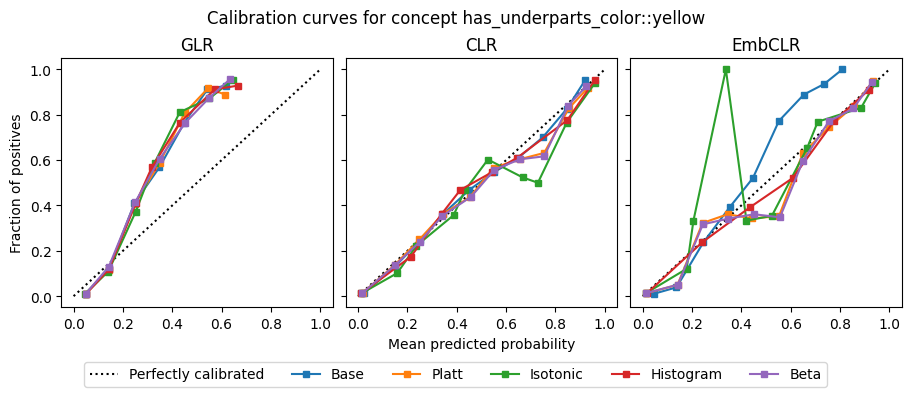 Calibration curves for concept has_underparts_color::yellow
GLR CLR EmbCLR
Fraction of positives
1.0
0.8
0.6
0.4
0.2
0.0
0.0 0.2 0.4 0.6 0.8 1.0
0.0 0.2 0.4 0.6 0.8 1.0
0.0 0.2 0.4 0.6 0.8 1.0
Mean predicted probability
Perfectly calibrated Base Platt Isotonic Histogram Beta